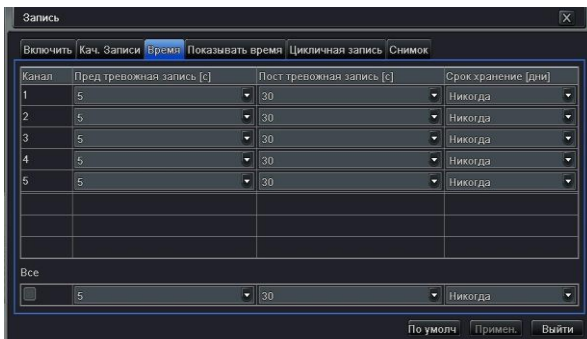 Запись
Включить Кач. Записи Время Показывать время Цикличная запись Снимок
Канал Пред тревожная запись [с] Пост тревожная запись [с] Срок хранение [дни]
1 5 30 Никогда
2 5 30 Никогда
3 5 30 Никогда
4 5 30 Никогда
5 5 30 Никогда
Все
5 30 Никогда
По умолч Примен. Выйти